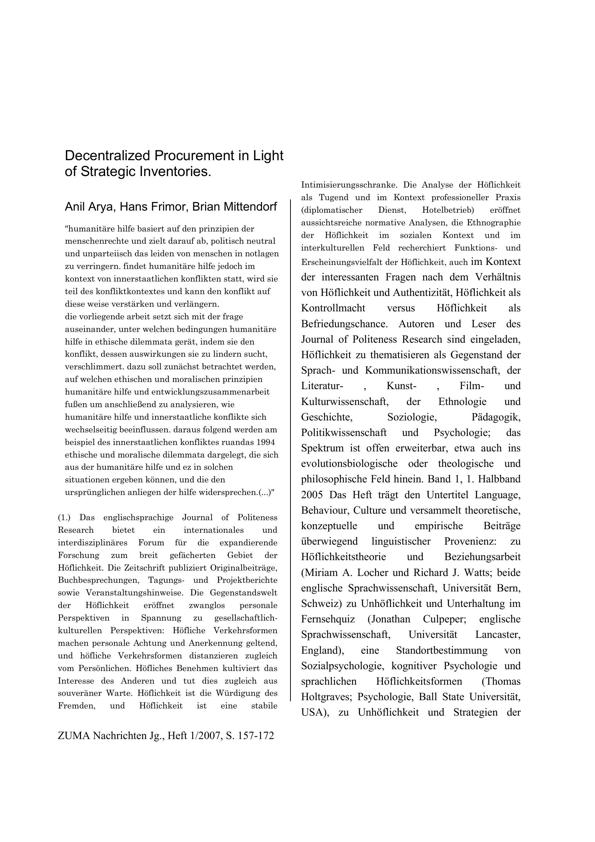 Decentralized Procurement in Light
of Strategic Inventories.
Anil Arya, Hans Frimor, Brian Mittendorf
"humanitäre hilfe basiert auf den prinzipien der
menschenrechte und zielt darauf ab, politisch neutral
und unparteiisch das leiden von menschen in notlagen
zu verringern. findet humanitäre hilfe jedoch im
kontext von innerstaatlichen konflikten statt, wird sie
teil des konfliktkontextes und kann den konflikt auf
diese weise verstärken und verlängern.
die vorliegende arbeit setzt sich mit der frage
auseinander, unter welchen bedingungen humanitäre
hilfe in ethische dilemmata gerät, indem sie den
konflikt, dessen auswirkungen sie zu lindern sucht,
verschlimmert. dazu soll zunächst betrachtet werden,
auf welchen ethischen und moralischen prinzipien
humanitäre hilfe und entwicklungszusammenarbeit
fußen um anschließend zu analysieren, wie
humanitäre hilfe und innerstaatliche konflikte sich
wechselseitig beeinflussen. daraus folgend werden am
beispiel des innerstaatlichen konfliktes ruandas 1994
ethische und moralische dilemmata dargelegt, die sich
aus der humanitären hilfe und ez in solchen
situationen ergeben können, und die den
ursprünglichen anliegen der hilfe widersprechen.(...)"
(1.) Das englischsprachige Journal of Politeness
Research bietet ein internationales und
interdisziplinäres Forum für die expandierende
Forschung zum breit gefächerten Gebiet der
Höflichkeit. Die Zeitschrift publiziert Originalbeiträge,
Buchbesprechungen, Tagungs- und Projektberichte
sowie Veranstaltungshinweise. Die Gegenstandswelt
der Höflichkeit eröffnet zwanglos personale
Perspektiven in Spannung zu gesellschaftlich-
kulturellen Perspektiven: Höfliche Verkehrsformen
machen personale Achtung und Anerkennung geltend,
und höfliche Verkehrsformen distanzieren zugleich
vom Persönlichen. Höfliches Benehmen kultiviert das
Interesse des Anderen und tut dies zugleich aus
souveräner Warte. Höflichkeit ist die Würdigung des
Fremden, und Höflichkeit ist eine stabile
Intimisierungsschranke. Die Analyse der Höflichkeit
als Tugend und im Kontext professioneller Praxis
(diplomatischer Dienst, Hotelbetrieb) eröffnet
aussichtsreiche normative Analysen, die Ethnographie
der Höflichkeit im sozialen Kontext und im
interkulturellen Feld recherchiert Funktions- und
Erscheinungsvielfalt der Höflichkeit, auch im Kontext
der interessanten Fragen nach dem Verhältnis
von Höflichkeit und Authentizität, Höflichkeit als
Kontrollmacht versus Höflichkeit als
Befriedungschance. Autoren und Leser des
Journal of Politeness Research sind eingeladen,
Höflichkeit zu thematisieren als Gegenstand der
Sprach- und Kommunikationswissenschaft, der
Literatur- , Kunst- , Film- und
Kulturwissenschaft, der Ethnologie und
Geschichte, Soziologie, Pädagogik,
Politikwissenschaft und Psychologie; das
Spektrum ist offen erweiterbar, etwa auch ins
evolutionsbiologische oder theologische und
philosophische Feld hinein. Band 1, 1. Halbband
2005 Das Heft trägt den Untertitel Language,
Behaviour, Culture und versammelt theoretische,
konzeptuelle und empirische Beiträge
überwiegend linguistischer Provenienz: zu
Höflichkeitstheorie und Beziehungsarbeit
(Miriam A. Locher und Richard J. Watts; beide
englische Sprachwissenschaft, Universität Bern,
Schweiz) zu Unhöflichkeit und Unterhaltung im
Fernsehquiz (Jonathan Culpeper; englische
Sprachwissenschaft, Universität Lancaster,
England), eine Standortbestimmung von
Sozialpsychologie, kognitiver Psychologie und
sprachlichen Höflichkeitsformen (Thomas
Holtgraves; Psychologie, Ball State Universität,
USA), zu Unhöflichkeit und Strategien der
ZUMA Nachrichten Jg., Heft 1/2007, S. 157-172